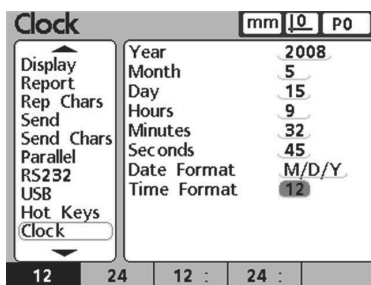 Clock mm 0 P0
Display
Report
Rep Chars
Send
Send Chars
Parallel
RS232
USB
Hot Keys
Clock
Year 2008
Month 5
Day 15
Hours 9
Minutes 32
Seconds 45
Date Format M/D/Y
Time Format 12
12 24 12 : 24 :